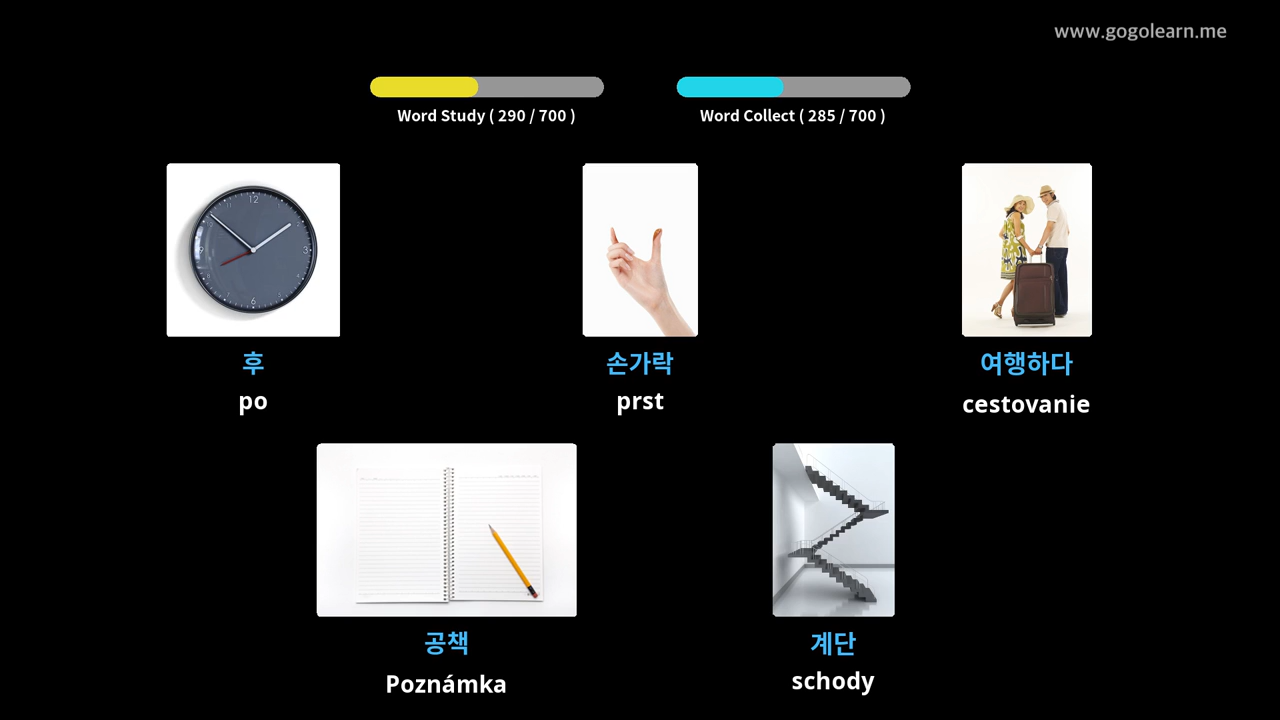 www.gogolearn.me
Word Study ( 290 / 700 )
Word Collect ( 285 / 700 )
후
손가락
여행하다
po
prst
cestovanie
공책
계단
Poznámka
schody